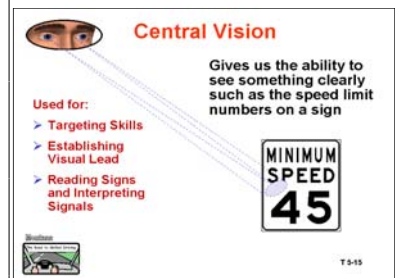 Central Vision
Gives us the ability to
see something clearly
such as the speed limit
numbers on a sign
Used for:
➢ Targeting Skills
➢ Establishing
Visual Lead
➢ Reading Signs
and Interpreting
Signals
MINIMUM
SPEED
45
Montana
T 5-15